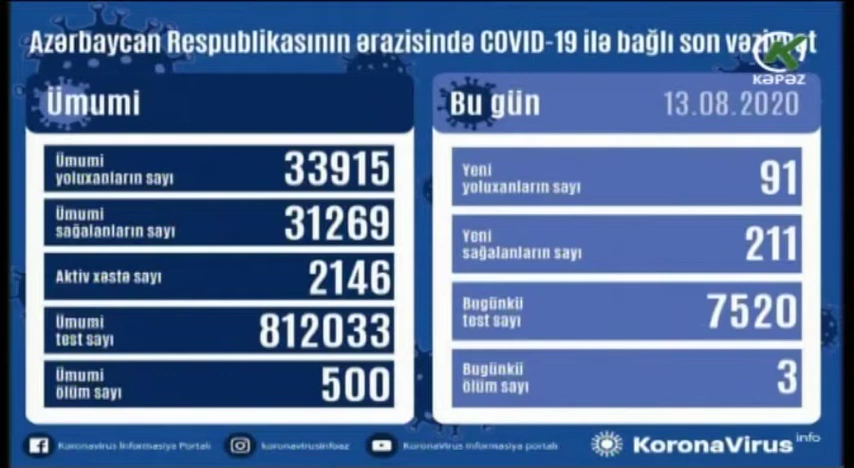 Azərbaycan Respublikasının ərazisində COVID-19 ilə bağlı son vəziyyət
KƏPƏZ
Ümumi
Ümumi
yoluxanların sayı
33915
Ümumi
sağalanların sayı
31269
Aktiv xəstə sayı
2146
Ümumi
test sayı
812033
Ümumi
ölüm sayı
500
Bu gün
13.08.2020
Yeni
yoluxanların sayı
91
Yeni
sağalanların sayı
211
Bugünkü
test sayı
7520
Bugünkü
ölüm sayı
3
Koronavirus İnformasiya Portalı
koronavirusinfoaz
Koronavirus informasiya portalı
KoronaVirus info